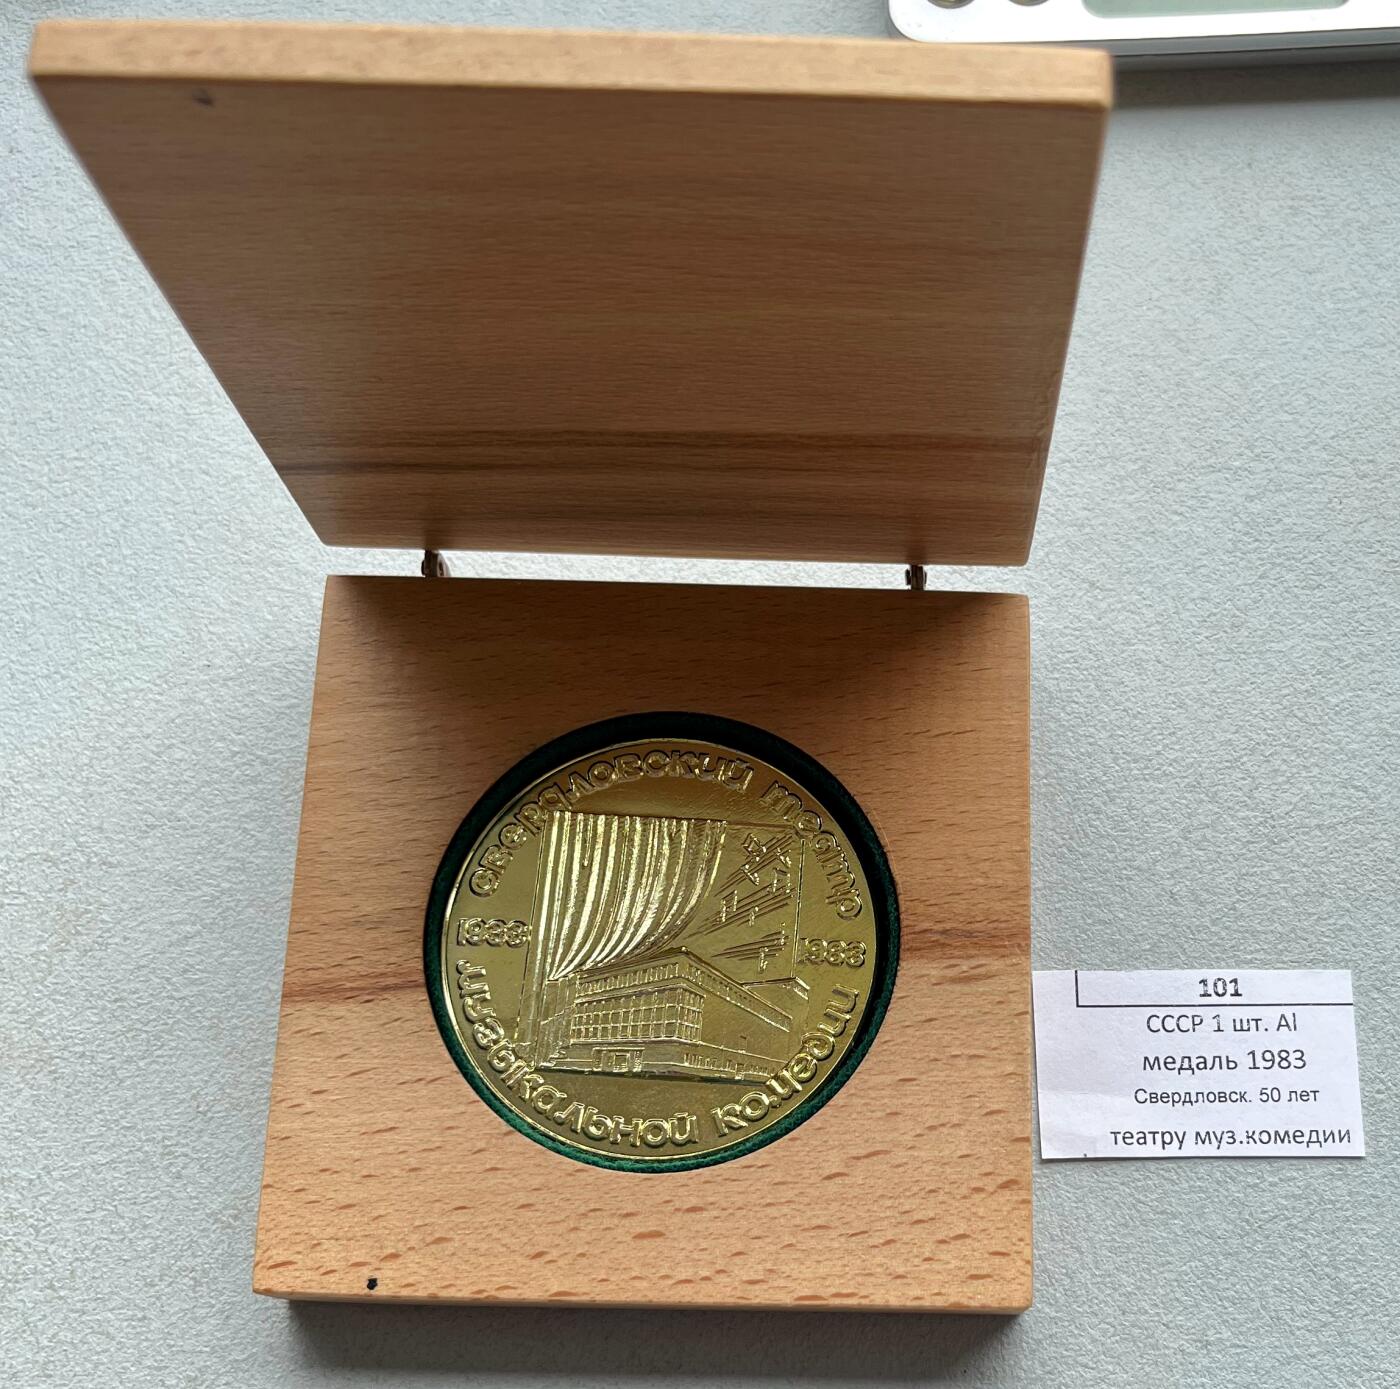 свердловский театр
1933 1983
музыкальной комедии
101
СССР 1 шт. Al
медаль 1983
Свердловск. 50 лет
театру муз.комедии